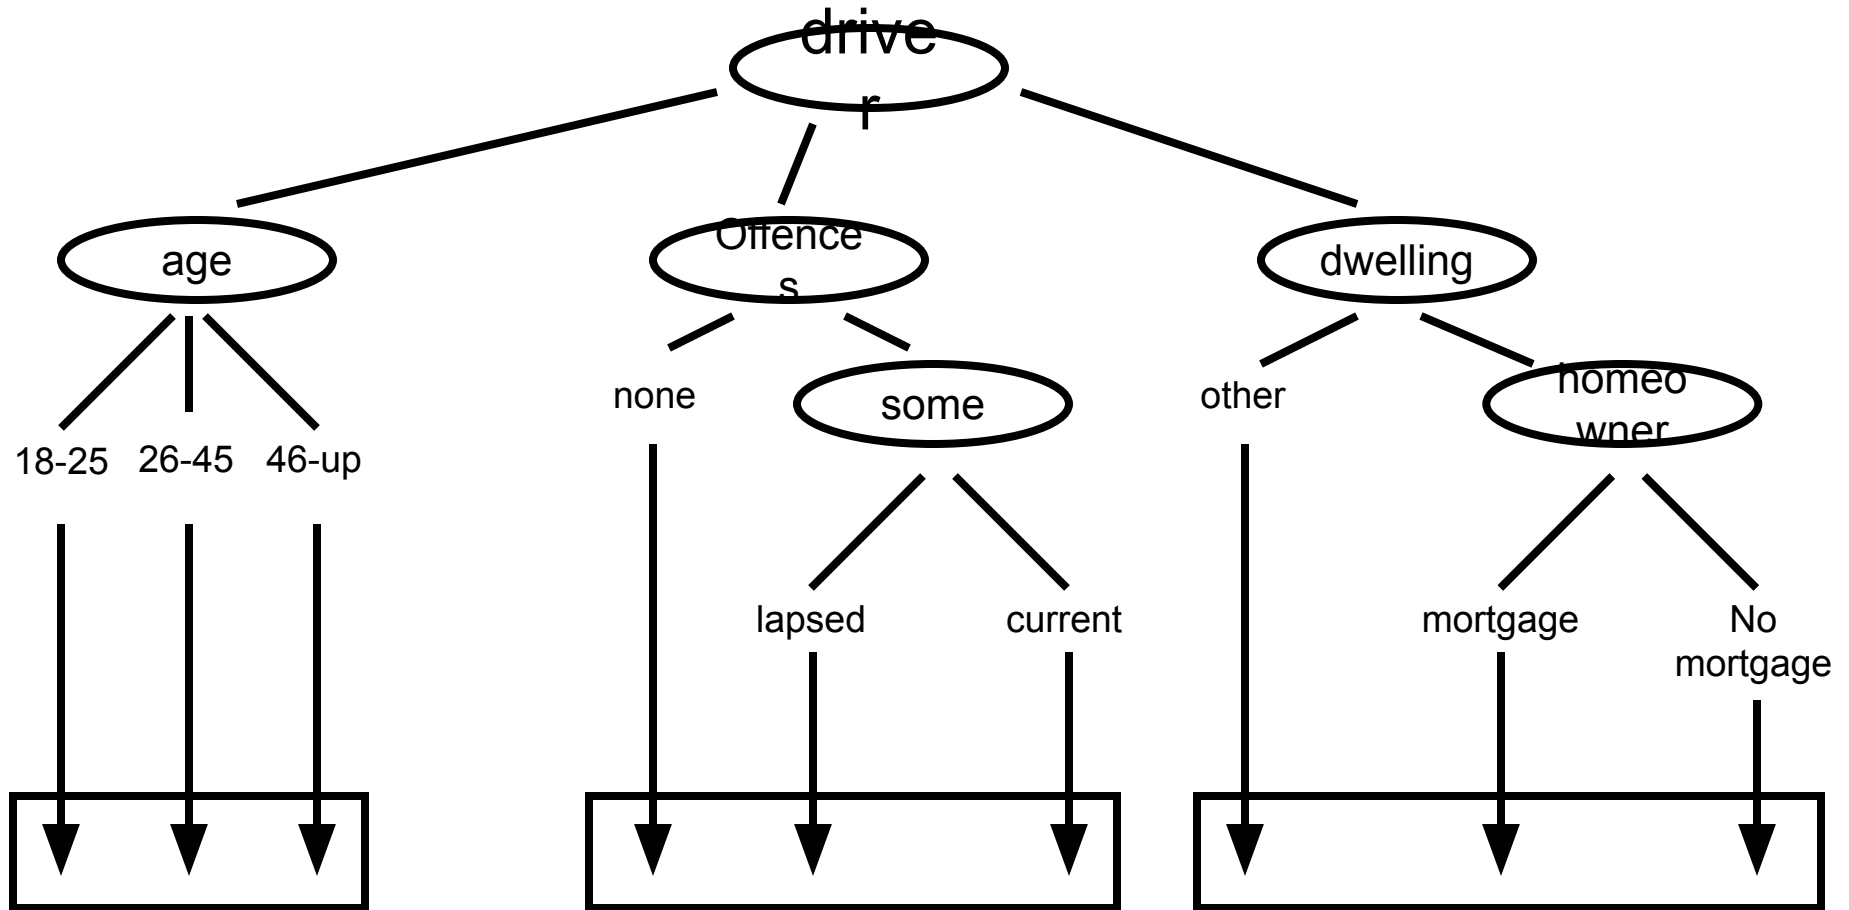 drive
r
age
Offence
s
dwelling
none
some
other
homeo
wner
18-25 26-45 46-up
lapsed
current
mortgage
No
mortgage